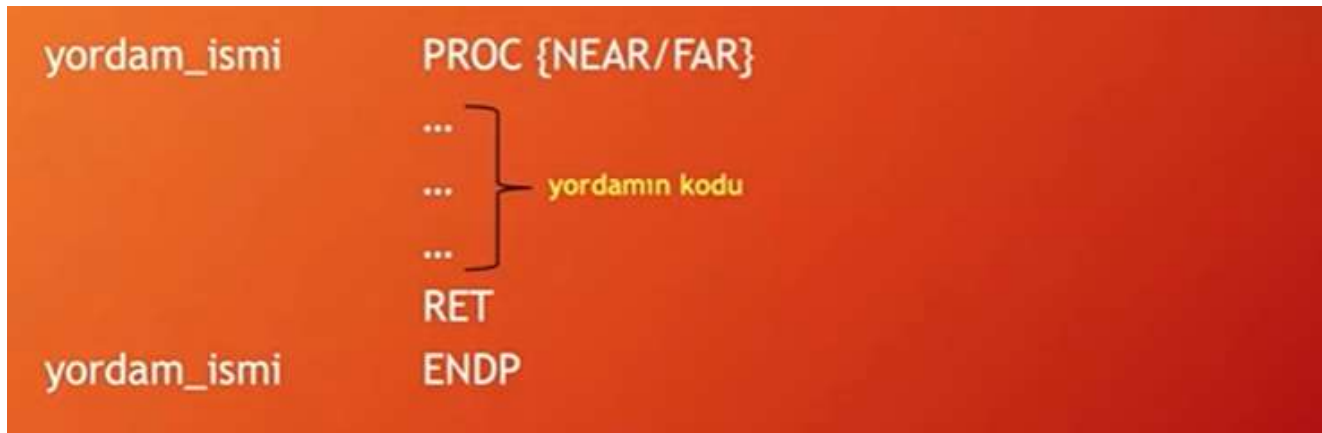 yordam_ismi PROC {NEAR/FAR}
...
... yordamın kodu
...
RET
yordam_ismi ENDP